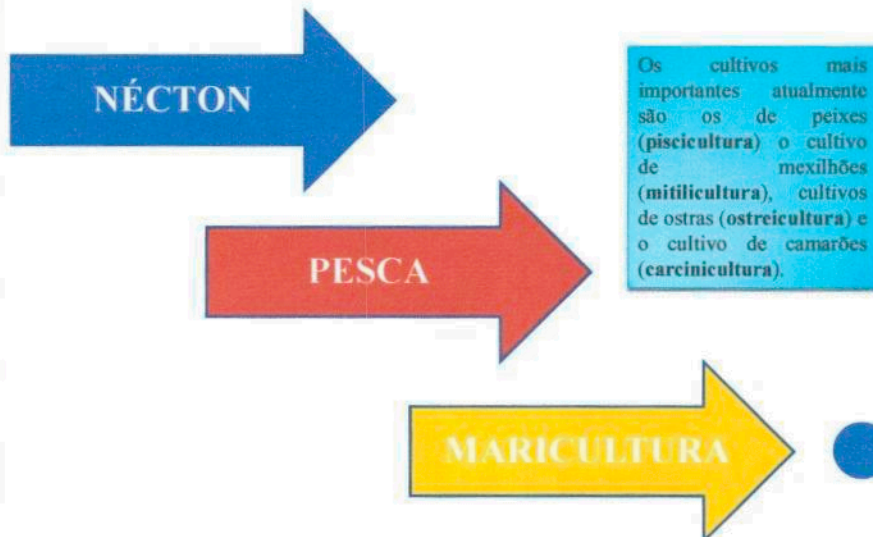 NÉCTON
Os cultivos mais
importantes atualmente
são os de peixes
(piscicultura) o cultivo
de mexilhões
(mitilicultura), cultivos
de ostras (ostreicultura) e
o cultivo de camarões
(carcinicultura).
PESCA
MARICULTURA